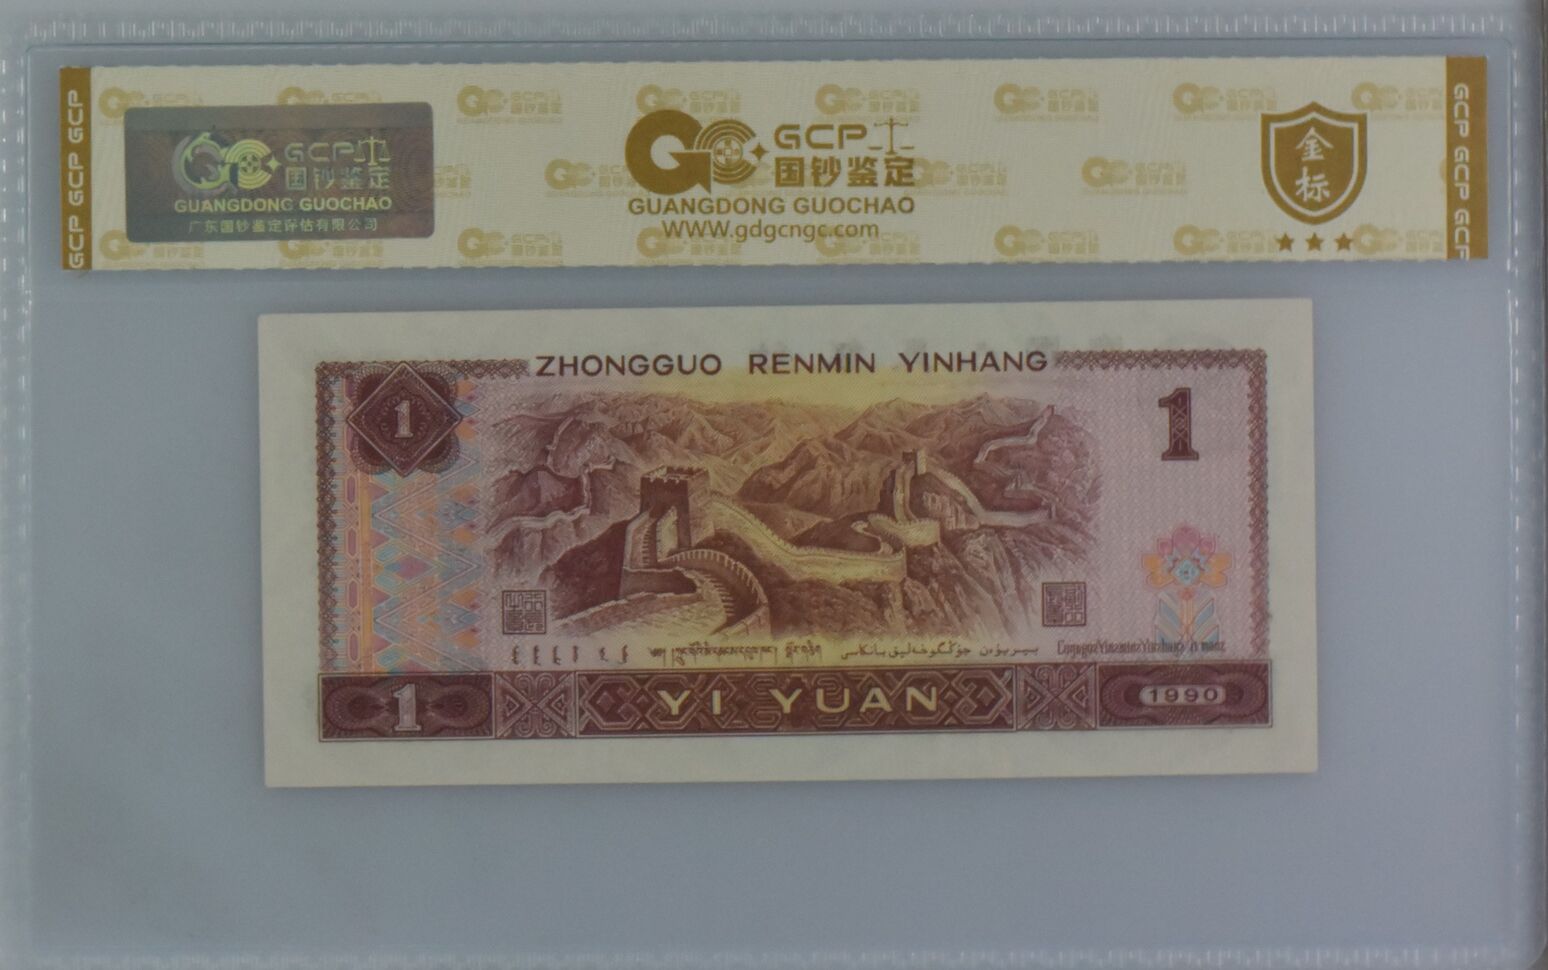 GCP GCP GCP
GCP 国钞鉴定
GUANGDONG GUOCHAO
广东国钞鉴定评估有限公司
GCP
国钞鉴定
GUANGDONG GUOCHAO
WWW.gdgcngc.com
金标
GCP GCP GCP
ZHONGGUO RENMIN YINHANG
1
1
1
YI YUAN
1990